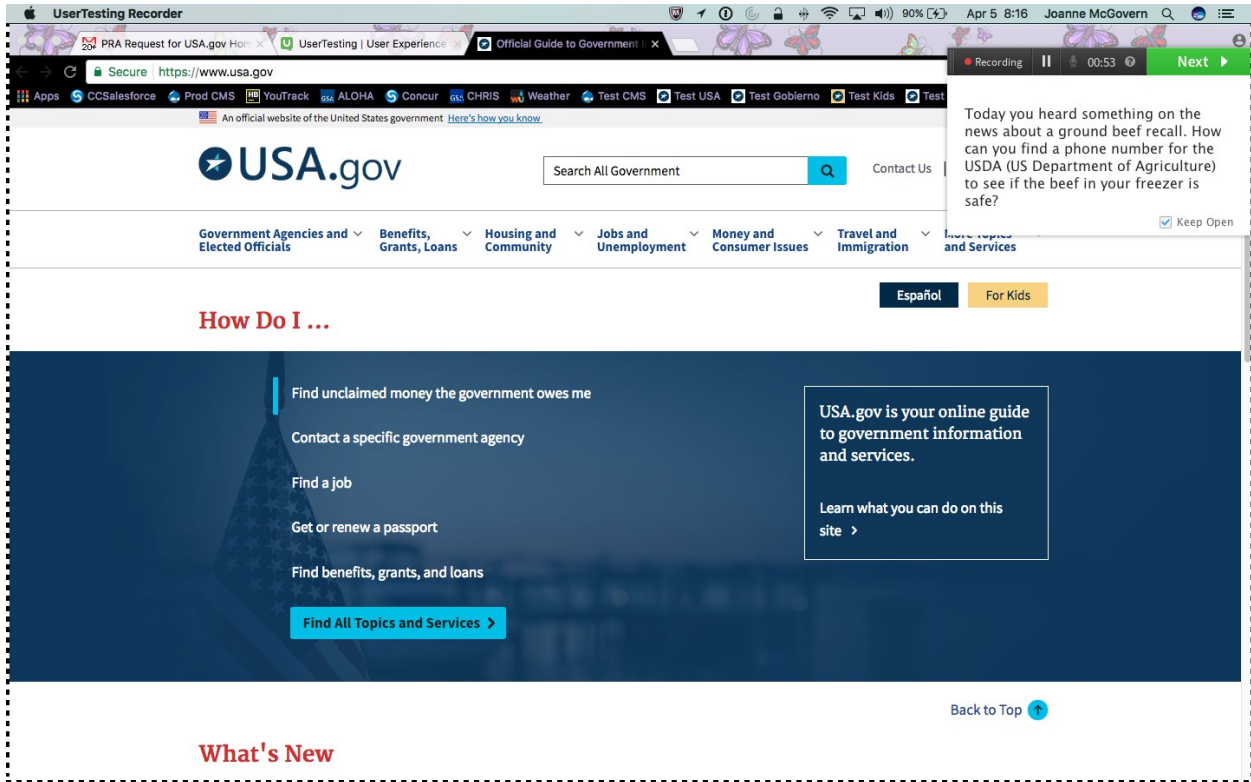 UserTesting Recorder
90%
Apr 5 8:16
Joanne McGovern
20+
PRA Request for USA.gov Hom
UserTesting | User Experience
Official Guide to Government I
Secure https://www.usa.gov
Apps
CCSalesforce
Prod CMS
YouTrack
ALOHA
Concur
CHRIS
Weather
Test CMS
Test USA
Test Gobierno
Test Kids
Test
Recording
00:53
Next
Today you heard something on the
news about a ground beef recall. How
can you find a phone number for the
USDA (US Department of Agriculture)
to see if the beef in your freezer is
safe?
Keep Open
An official website of the United States government Here's how you know
USA.gov
Search All Government
Contact Us
Government Agencies and
Elected Officials
Benefits,
Grants, Loans
Housing and
Community
Jobs and
Unemployment
Money and
Consumer Issues
Travel and
Immigration
and Services
Español
For Kids
How Do I ...
Find unclaimed money the government owes me
Contact a specific government agency
Find a job
Get or renew a passport
Find benefits, grants, and loans
Find All Topics and Services
USA.gov is your online guide
to government information
and services.
Learn what you can do on this
site
Back to Top
What's New